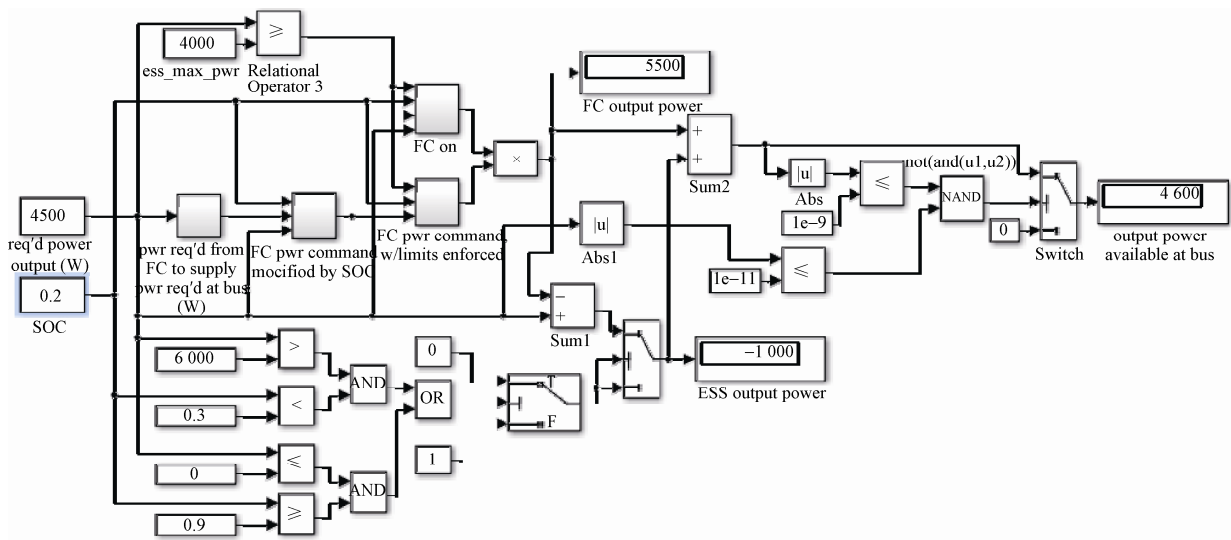 4000
ess_max_pwr
≥
Relational
Operator 3
5500
FC output power
FC on
×
+
+
Sum2
not(and(u1,u2))
|u|
Abs
≤
NAND
1e−9
0
Switch
4 600
output power
available at bus
4500
req'd power
output (W)
pwr req'd from
FC to supply
pwr req'd at bus
(W)
FC pwr command
mocified by SOC
FC pwr command,
w/limits enforced
|u|
Abs1
1e−11
≤
0.2
SOC
−
+
Sum1
−1 000
ESS output power
6 000
>
0.3
<
AND
0
OR
1
T
F
0
≤
0.9
≥
AND